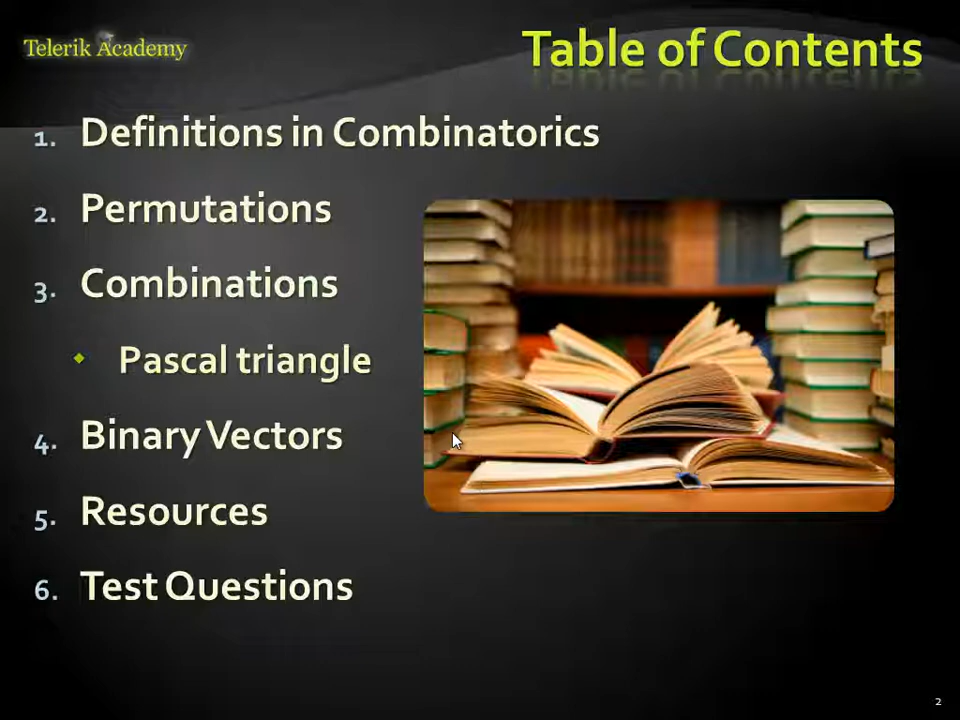 Telerik Academy
Table of Contents
1. Definitions in Combinatorics
2. Permutations
3. Combinations
Pascal triangle
4. Binary Vectors
5. Resources
6. Test Questions
2